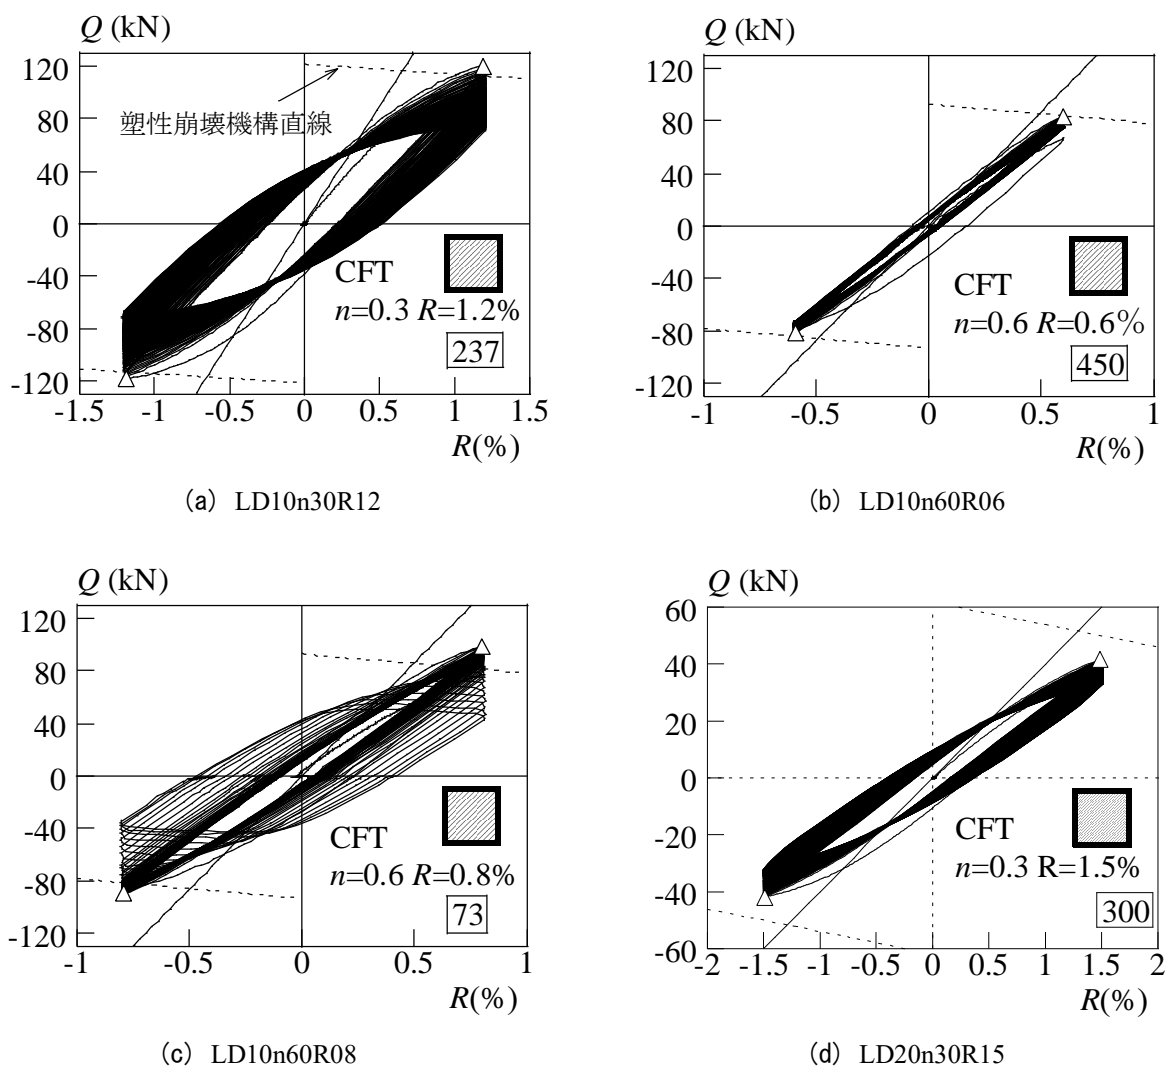 Q (kN)
120
80
40
0
-40
-80
-120
塑性崩壊機構直線
CFT
n=0.3 R=1.2%
237
-1.5 -1 -0.5 0 0.5 1 1.5
R(%)
(a) LD10n30R12
Q (kN)
120
80
40
0
-40
-80
-120
CFT
n=0.6 R=0.6%
450
-1 -0.5 0 0.5 1
R(%)
(b) LD10n60R06
Q (kN)
120
80
40
0
-40
-80
-120
CFT
n=0.6 R=0.8%
73
-1 -0.5 0 0.5 1
R(%)
(c) LD10n60R08
Q (kN)
60
40
20
0
-20
-40
-60
CFT
n=0.3 R=1.5%
300
-2 -1.5 -1 -0.5 0 0.5 1 1.5 2
R(%)
(d) LD20n30R15